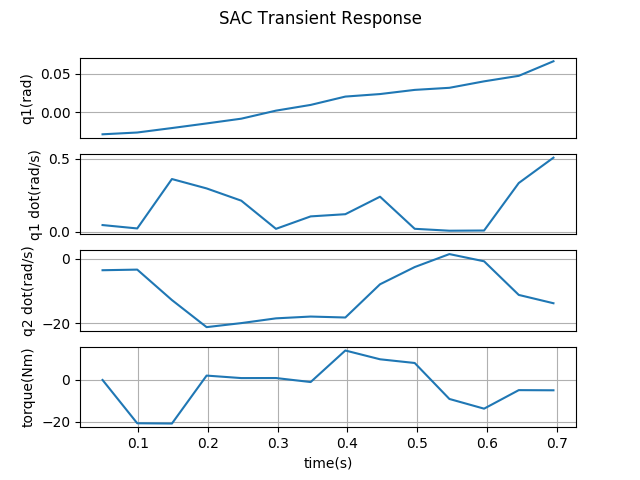 SAC Transient Response
0.05
0.00
q1(rad)
0.5
0.0
q1 dot(rad/s)
0
−20
q2 dot(rad/s)
0
−20
torque(Nm)
0.1 0.2 0.3 0.4 0.5 0.6 0.7
time(s)